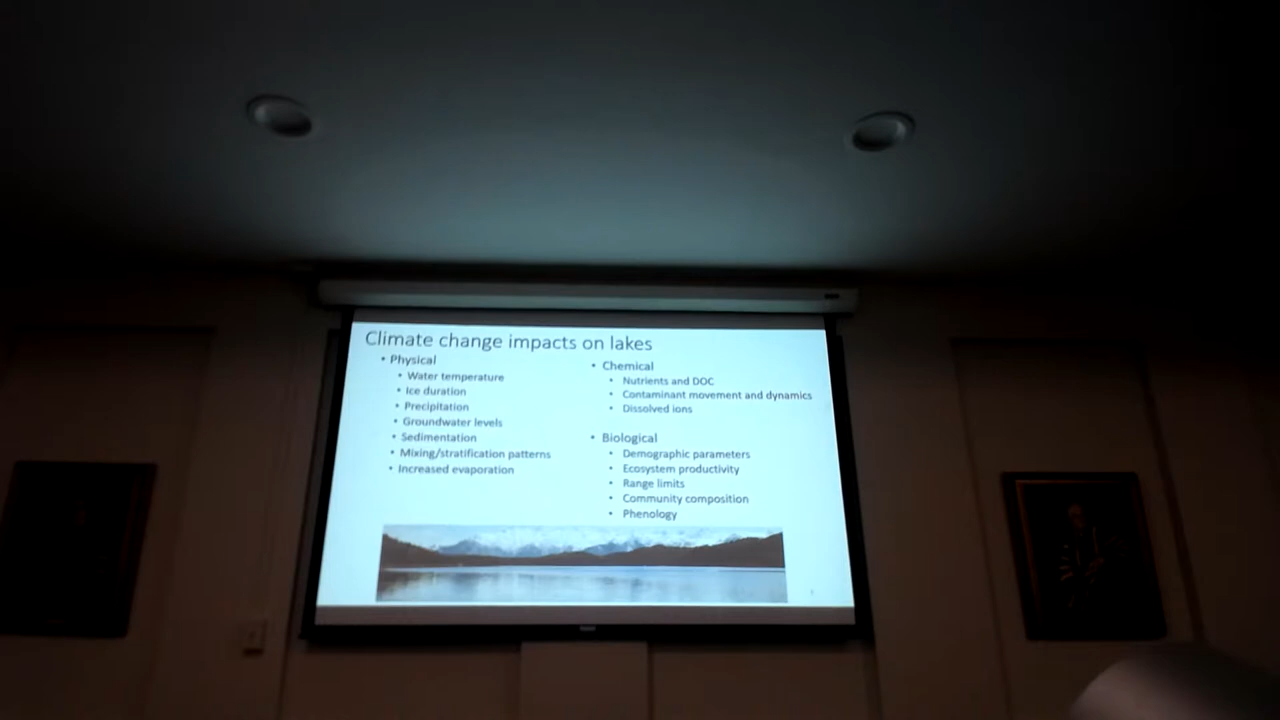 Climate change impacts on lakes
• Physical
• Water temperature
• Ice duration
• Precipitation
• Groundwater levels
• Sedimentation
• Mixing/stratification patterns
• Increased evaporation
• Chemical
• Nutrients and DOC
• Contaminant movement and dynamics
• Dissolved ions
• Biological
• Demographic parameters
• Ecosystem productivity
• Range limits
• Community composition
• Phenology